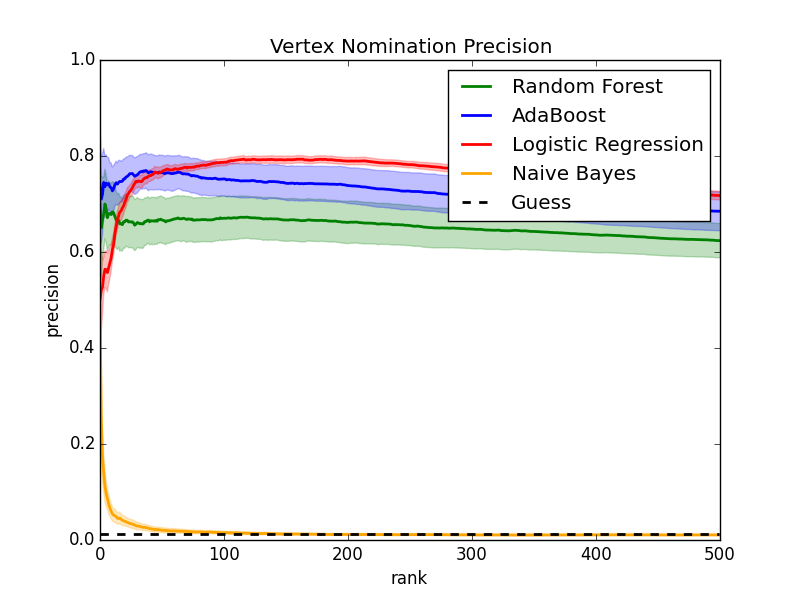 Vertex Nomination Precision
1.0
0.8
0.6
0.4
0.2
0.0
precision
Random Forest
AdaBoost
Logistic Regression
Naive Bayes
Guess
0 100 200 300 400 500
rank